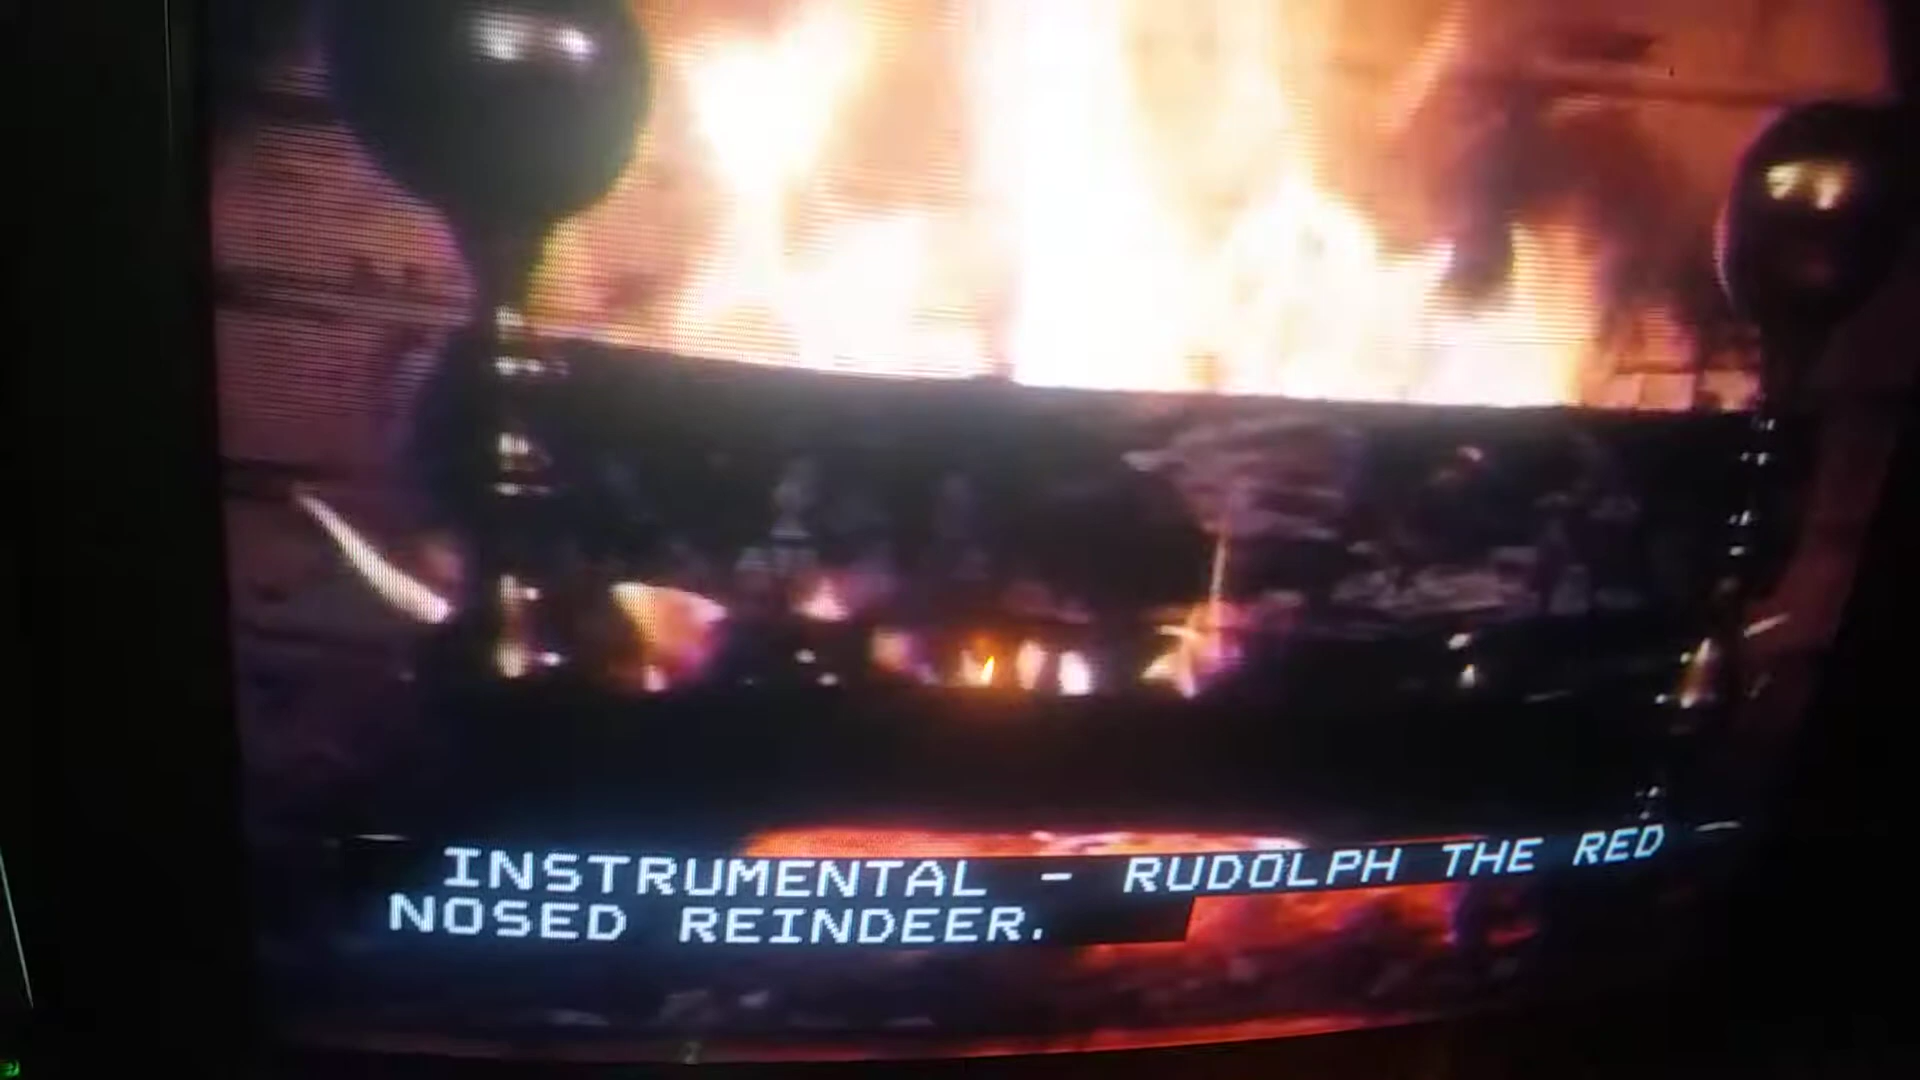 INSTRUMENTAL - RUDOLPH THE RED
NOSED REINDEER.